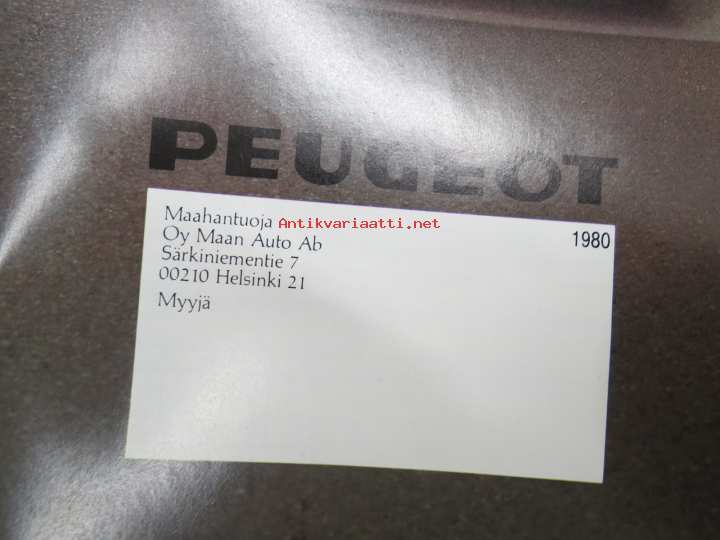 PEUGEOT
Maahantuoja Antikvariaatti.net 1980
Oy Maan Auto Ab
Särkiniementie 7
00210 Helsinki 21
Myyjä